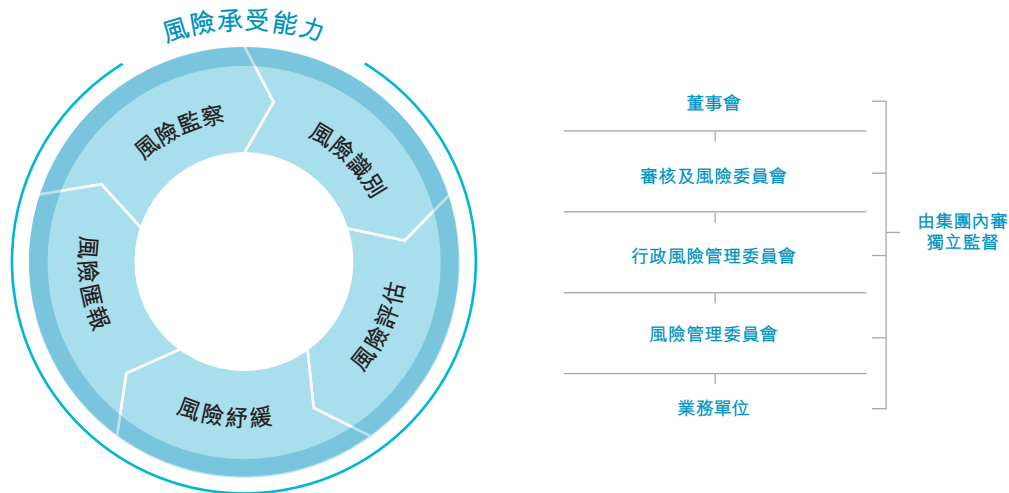 風險承受能力
風險識別
風險評估
風險紓緩
風險匯報
風險監察
董事會
審核及風險委員會
行政風險管理委員會
風險管理委員會
業務單位
由集團內審
獨立監督